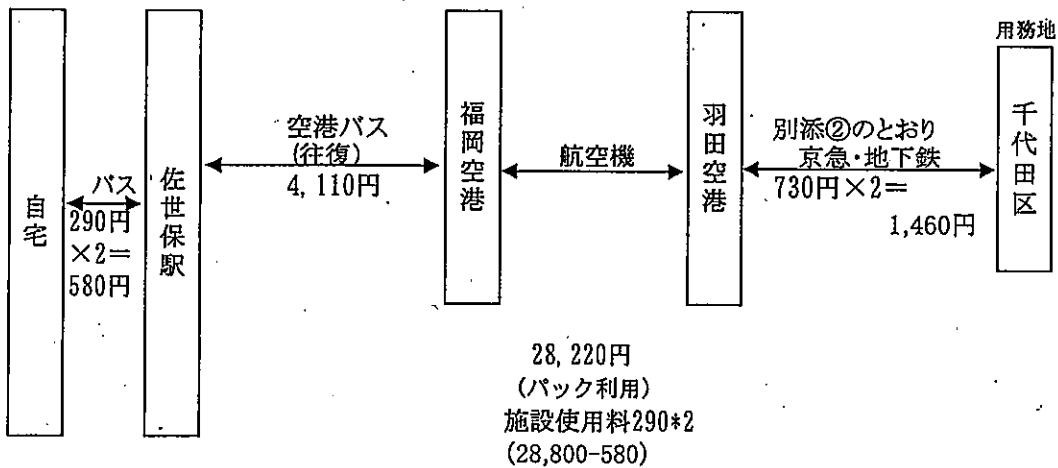 自宅
バス
290円
×2＝
580円
佐世保駅
空港バス
(往復)
4,110円
福岡空港
航空機
羽田空港
別添②のとおり
京急・地下鉄
730円×2＝
1,460円
用務地
千代田区
28,220円
(パック利用)
施設使用料290*2
(28,800-580)